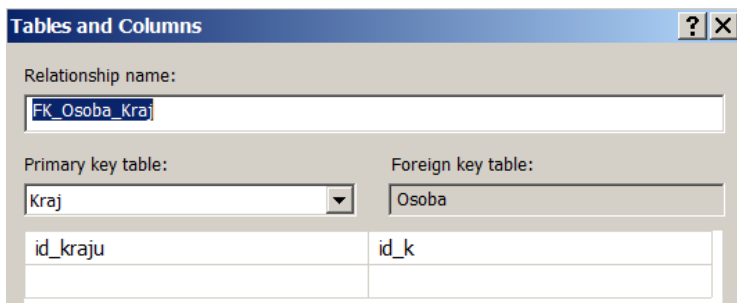 Tables and Columns ?
Relationship name:
FK_Osoba_Kraj
Primary key table: Foreign key table:
Kraj Osoba
id_kraju id_k